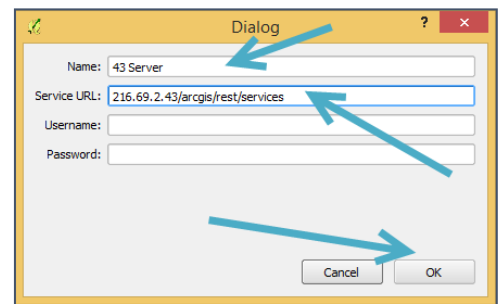 Dialog ? ×
Name: 43 Server
Service URL: 216.69.2.43/arcgis/rest/services
Username:
Password:
Cancel OK